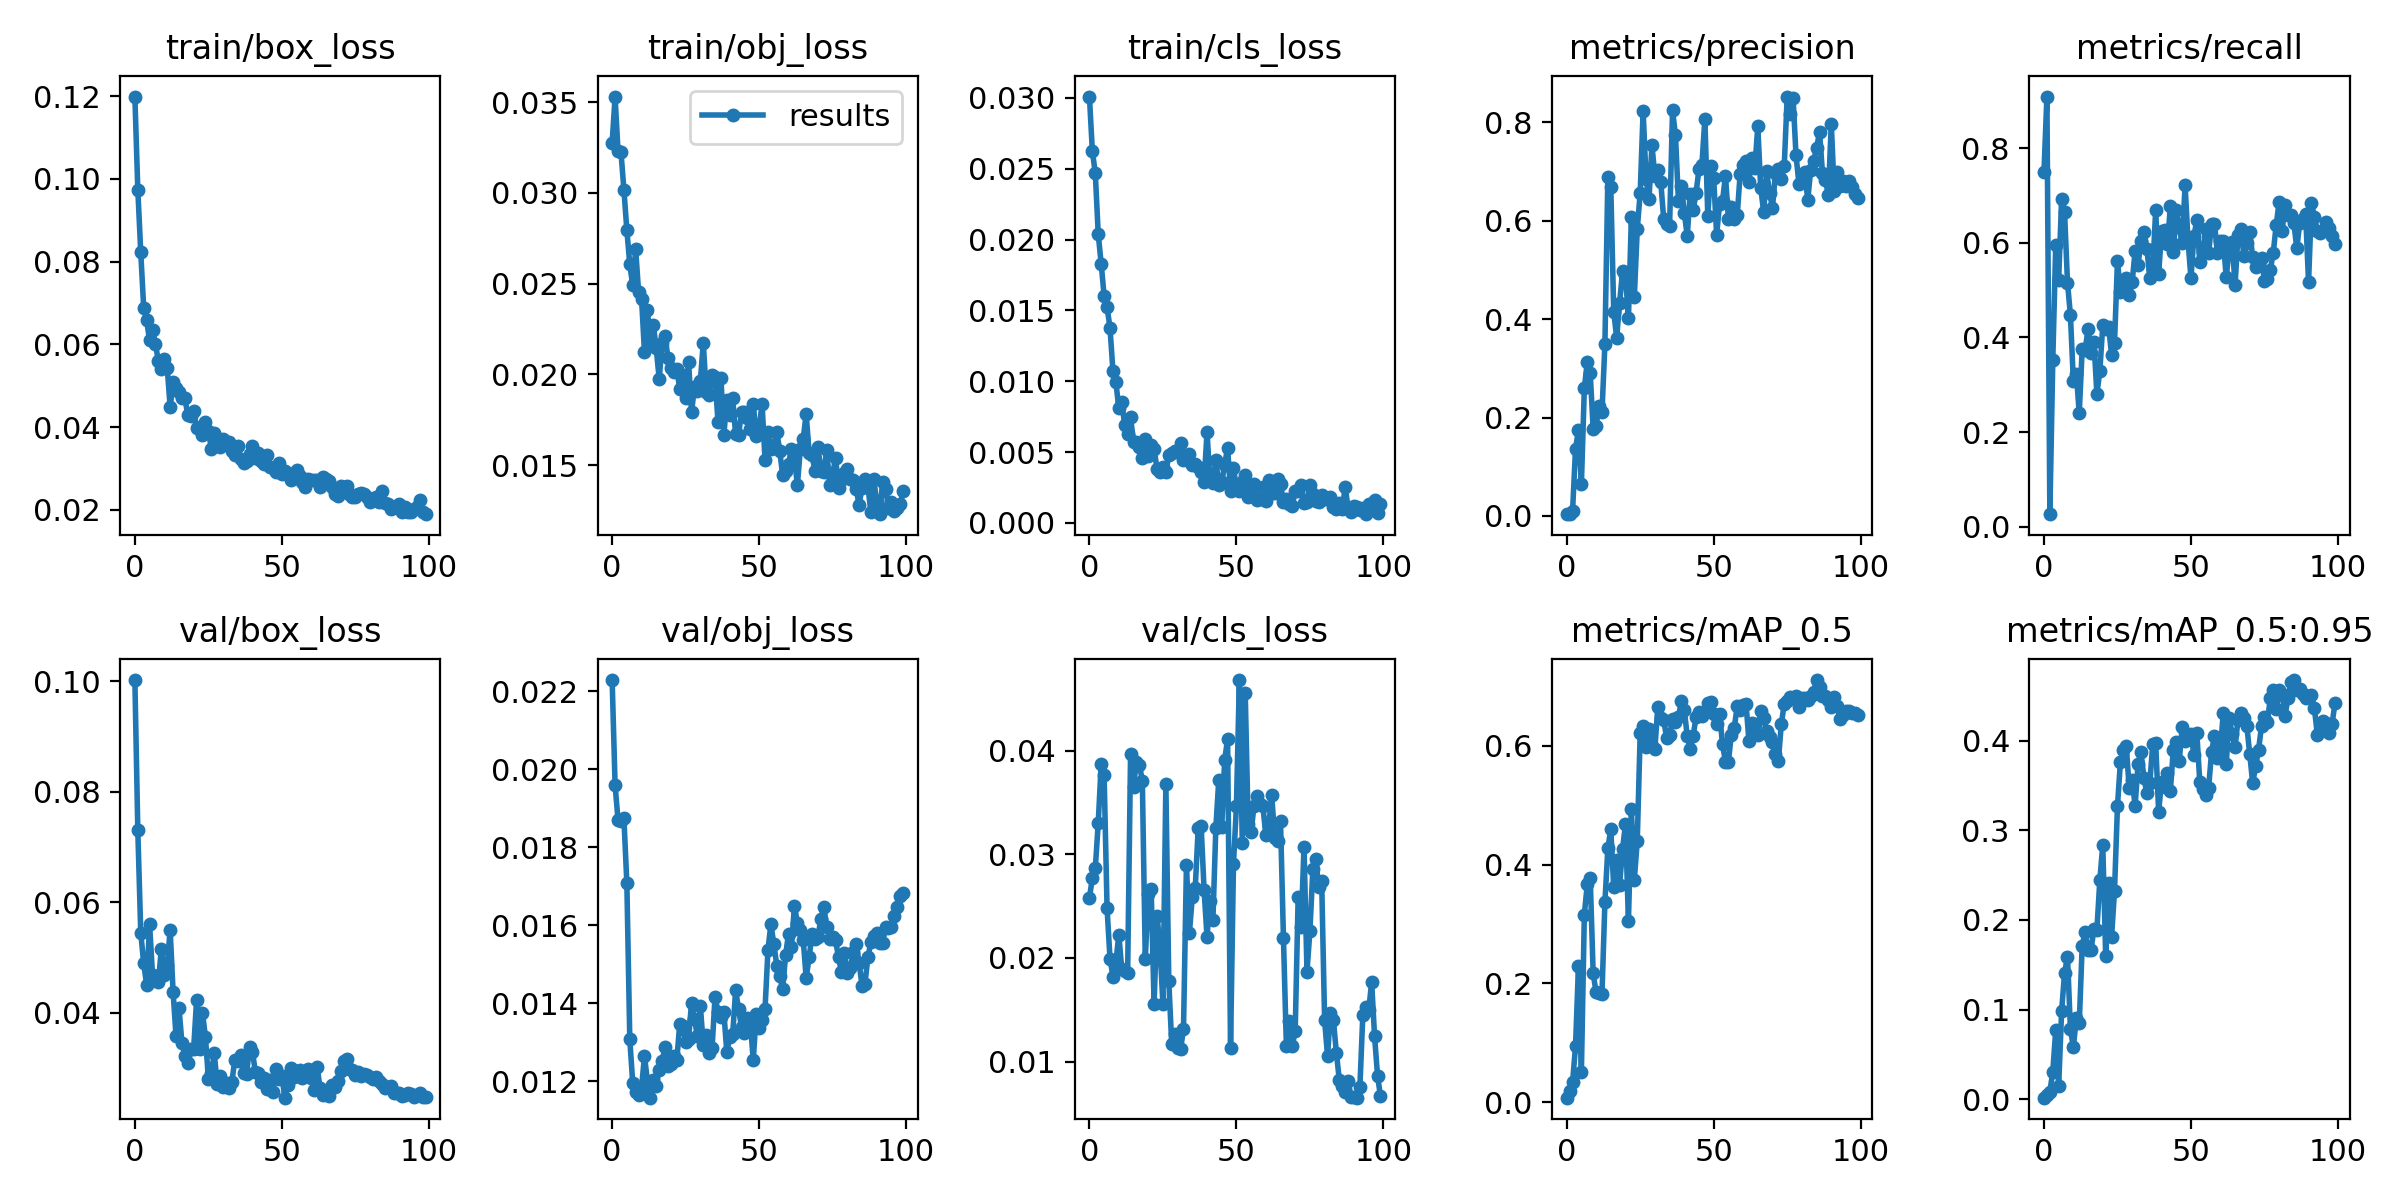 train/box_loss
0.12
0.10
0.08
0.06
0.04
0.02
0 50 100
train/obj_loss
results
0.035
0.030
0.025
0.020
0.015
0 50 100
train/cls_loss
0.030
0.025
0.020
0.015
0.010
0.005
0.000
0 50 100
metrics/precision
0.8
0.6
0.4
0.2
0.0
0 50 100
metrics/recall
0.8
0.6
0.4
0.2
0.0
0 50 100
val/box_loss
0.10
0.08
0.06
0.04
0 50 100
val/obj_loss
0.022
0.020
0.018
0.016
0.014
0.012
0 50 100
val/cls_loss
0.04
0.03
0.02
0.01
0 50 100
metrics/mAP_0.5
0.6
0.4
0.2
0.0
0 50 100
metrics/mAP_0.5:0.95
0.4
0.3
0.2
0.1
0.0
0 50 100